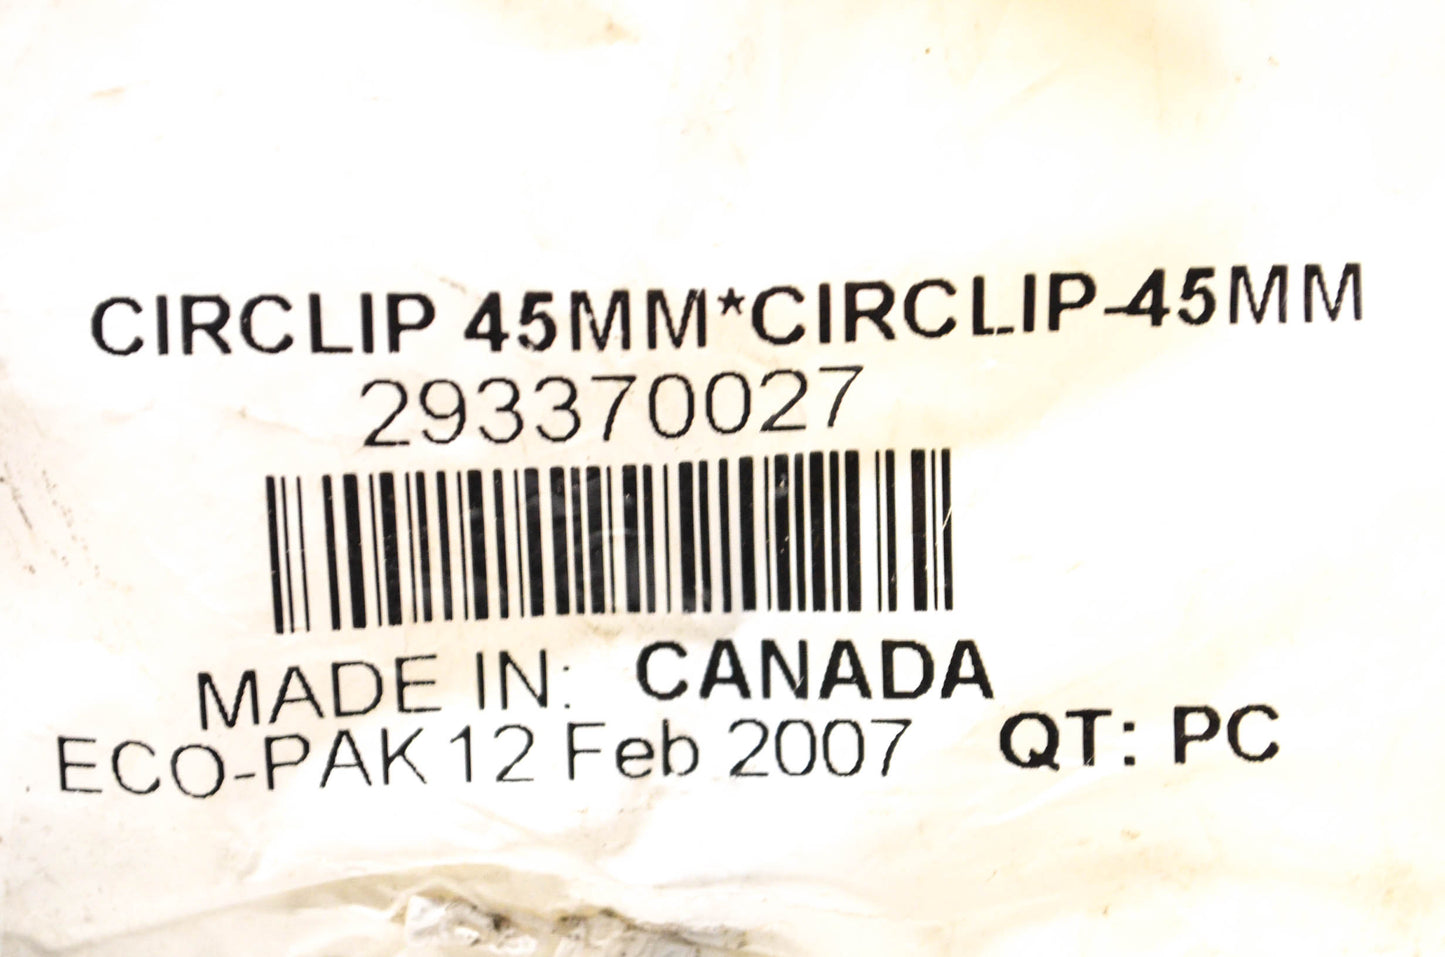 CIRCLIP 45MM*CIRCLIP-45MM
293370027
MADE IN: CANADA
ECO-PAK 12 Feb 2007 QT: PC